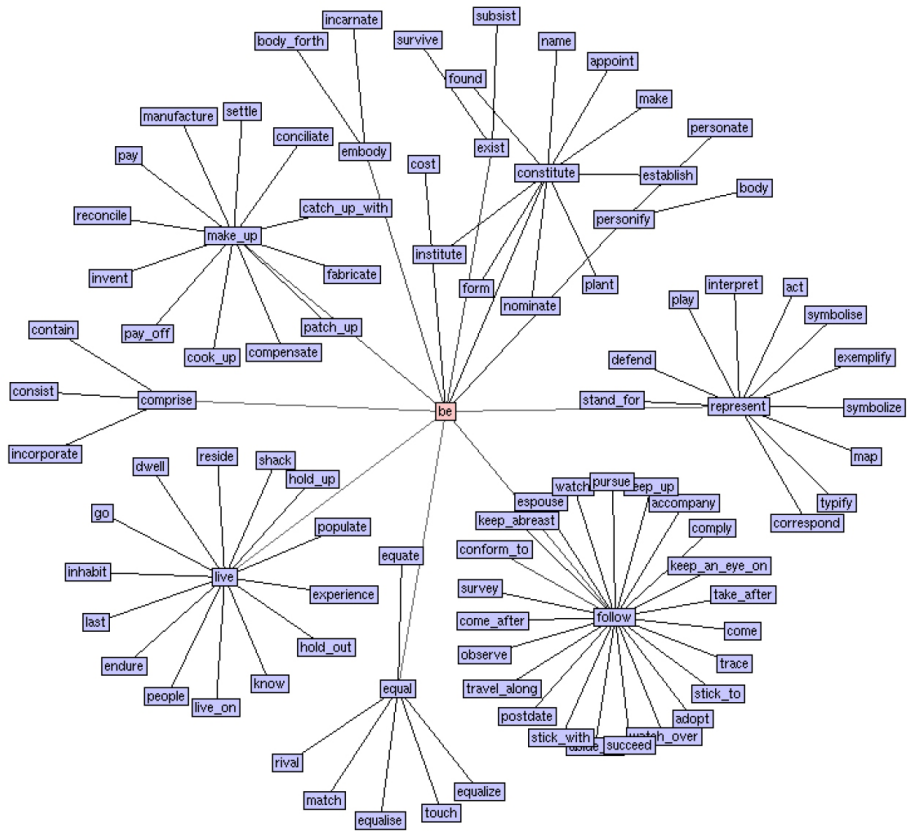 subsist
incarnate
body_forth
survive
name
appoint
found
make
manufacture
settle
conciliate
personate
pay
embody
exist
cost
constitute
establish
body
reconcile
catch_up_with
personify
make_up
institute
invent
fabricate
form
plant
nominate
interpret
act
play
symbolise
contain
pay_off
patch_up
cook_up
compensate
defend
exemplify
consist
comprise
be
stand_for
represent
symbolize
incorporate
dwell
reside
shack
hold_up
map
go
populate
typify
correspond
watch
pursue
espouse
accompany
keep_abreast
comply
equate
conform_to
keep_an_eye_on
inhabit
live
experience
survey
take_after
last
come_after
follow
come
hold_out
observe
trace
endure
people
live_on
know
equal
travel_along
stick_to
postdate
adopt
stick_with
succeed
watch_over
rival
match
equalise
touch
equalize